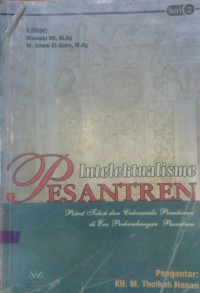 Seri 2
Editor:
Mastuki HS, M.Ag
M. Ishom El-Saha, M.Ag
Intelektualisme
PESANTREN
Potret Tokoh dan Cakrawala Pemikiran
di Era Perkembangan Pesantren
Pengantar:
KH. M. Tholhah Hasan